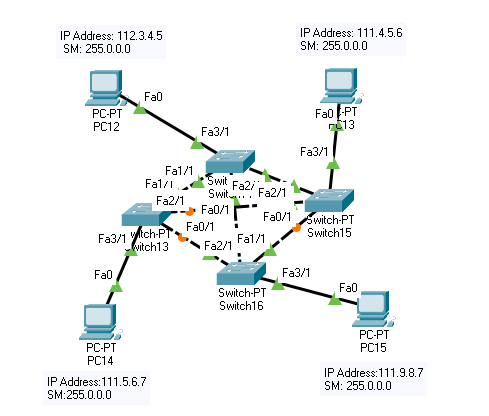 IP Address: 112.3.4.5
SM: 255.0.0.0
IP Address: 111.4.5.6
SM: 255.0.0.0
Fa0
PC-PT
PC12
Fa0
PC13
Fa3/1
Fa3/1
Fa1/1
Fa1/1
Fa2/1
Fa2/1
Fa2/1
Fa0/1
Fa0/1
Switch-PT
Switch15
Fa0/1
Fa3/1
witch-PT
Switch13
Fa2/1
Fa1/1
Fa0
Fa3/1
Fa0
Switch-PT
Switch16
PC-PT
PC14
PC-PT
PC15
IP Address:111.5.6.7
SM:255.0.0.0
IP Address: 111.9.8.7
SM: 255.0.0.0